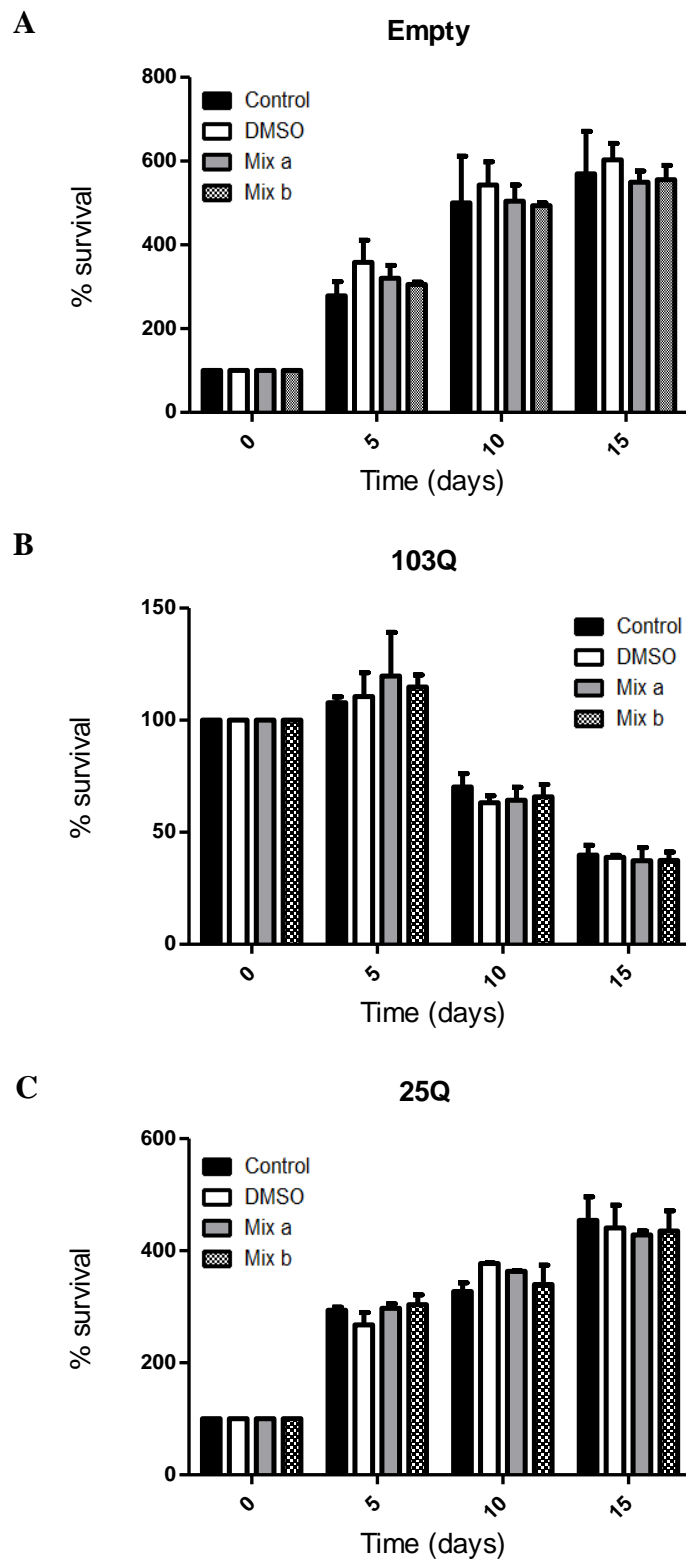 A
Empty
800
600
400
200
0
% survival
Control
DMSO
Mix a
Mix b
0 5 10 15
Time (days)
B
103Q
150
100
50
0
% survival
Control
DMSO
Mix a
Mix b
0 5 10 15
Time (days)
C
25Q
600
400
200
0
% survival
Control
DMSO
Mix a
Mix b
0 5 10 15
Time (days)